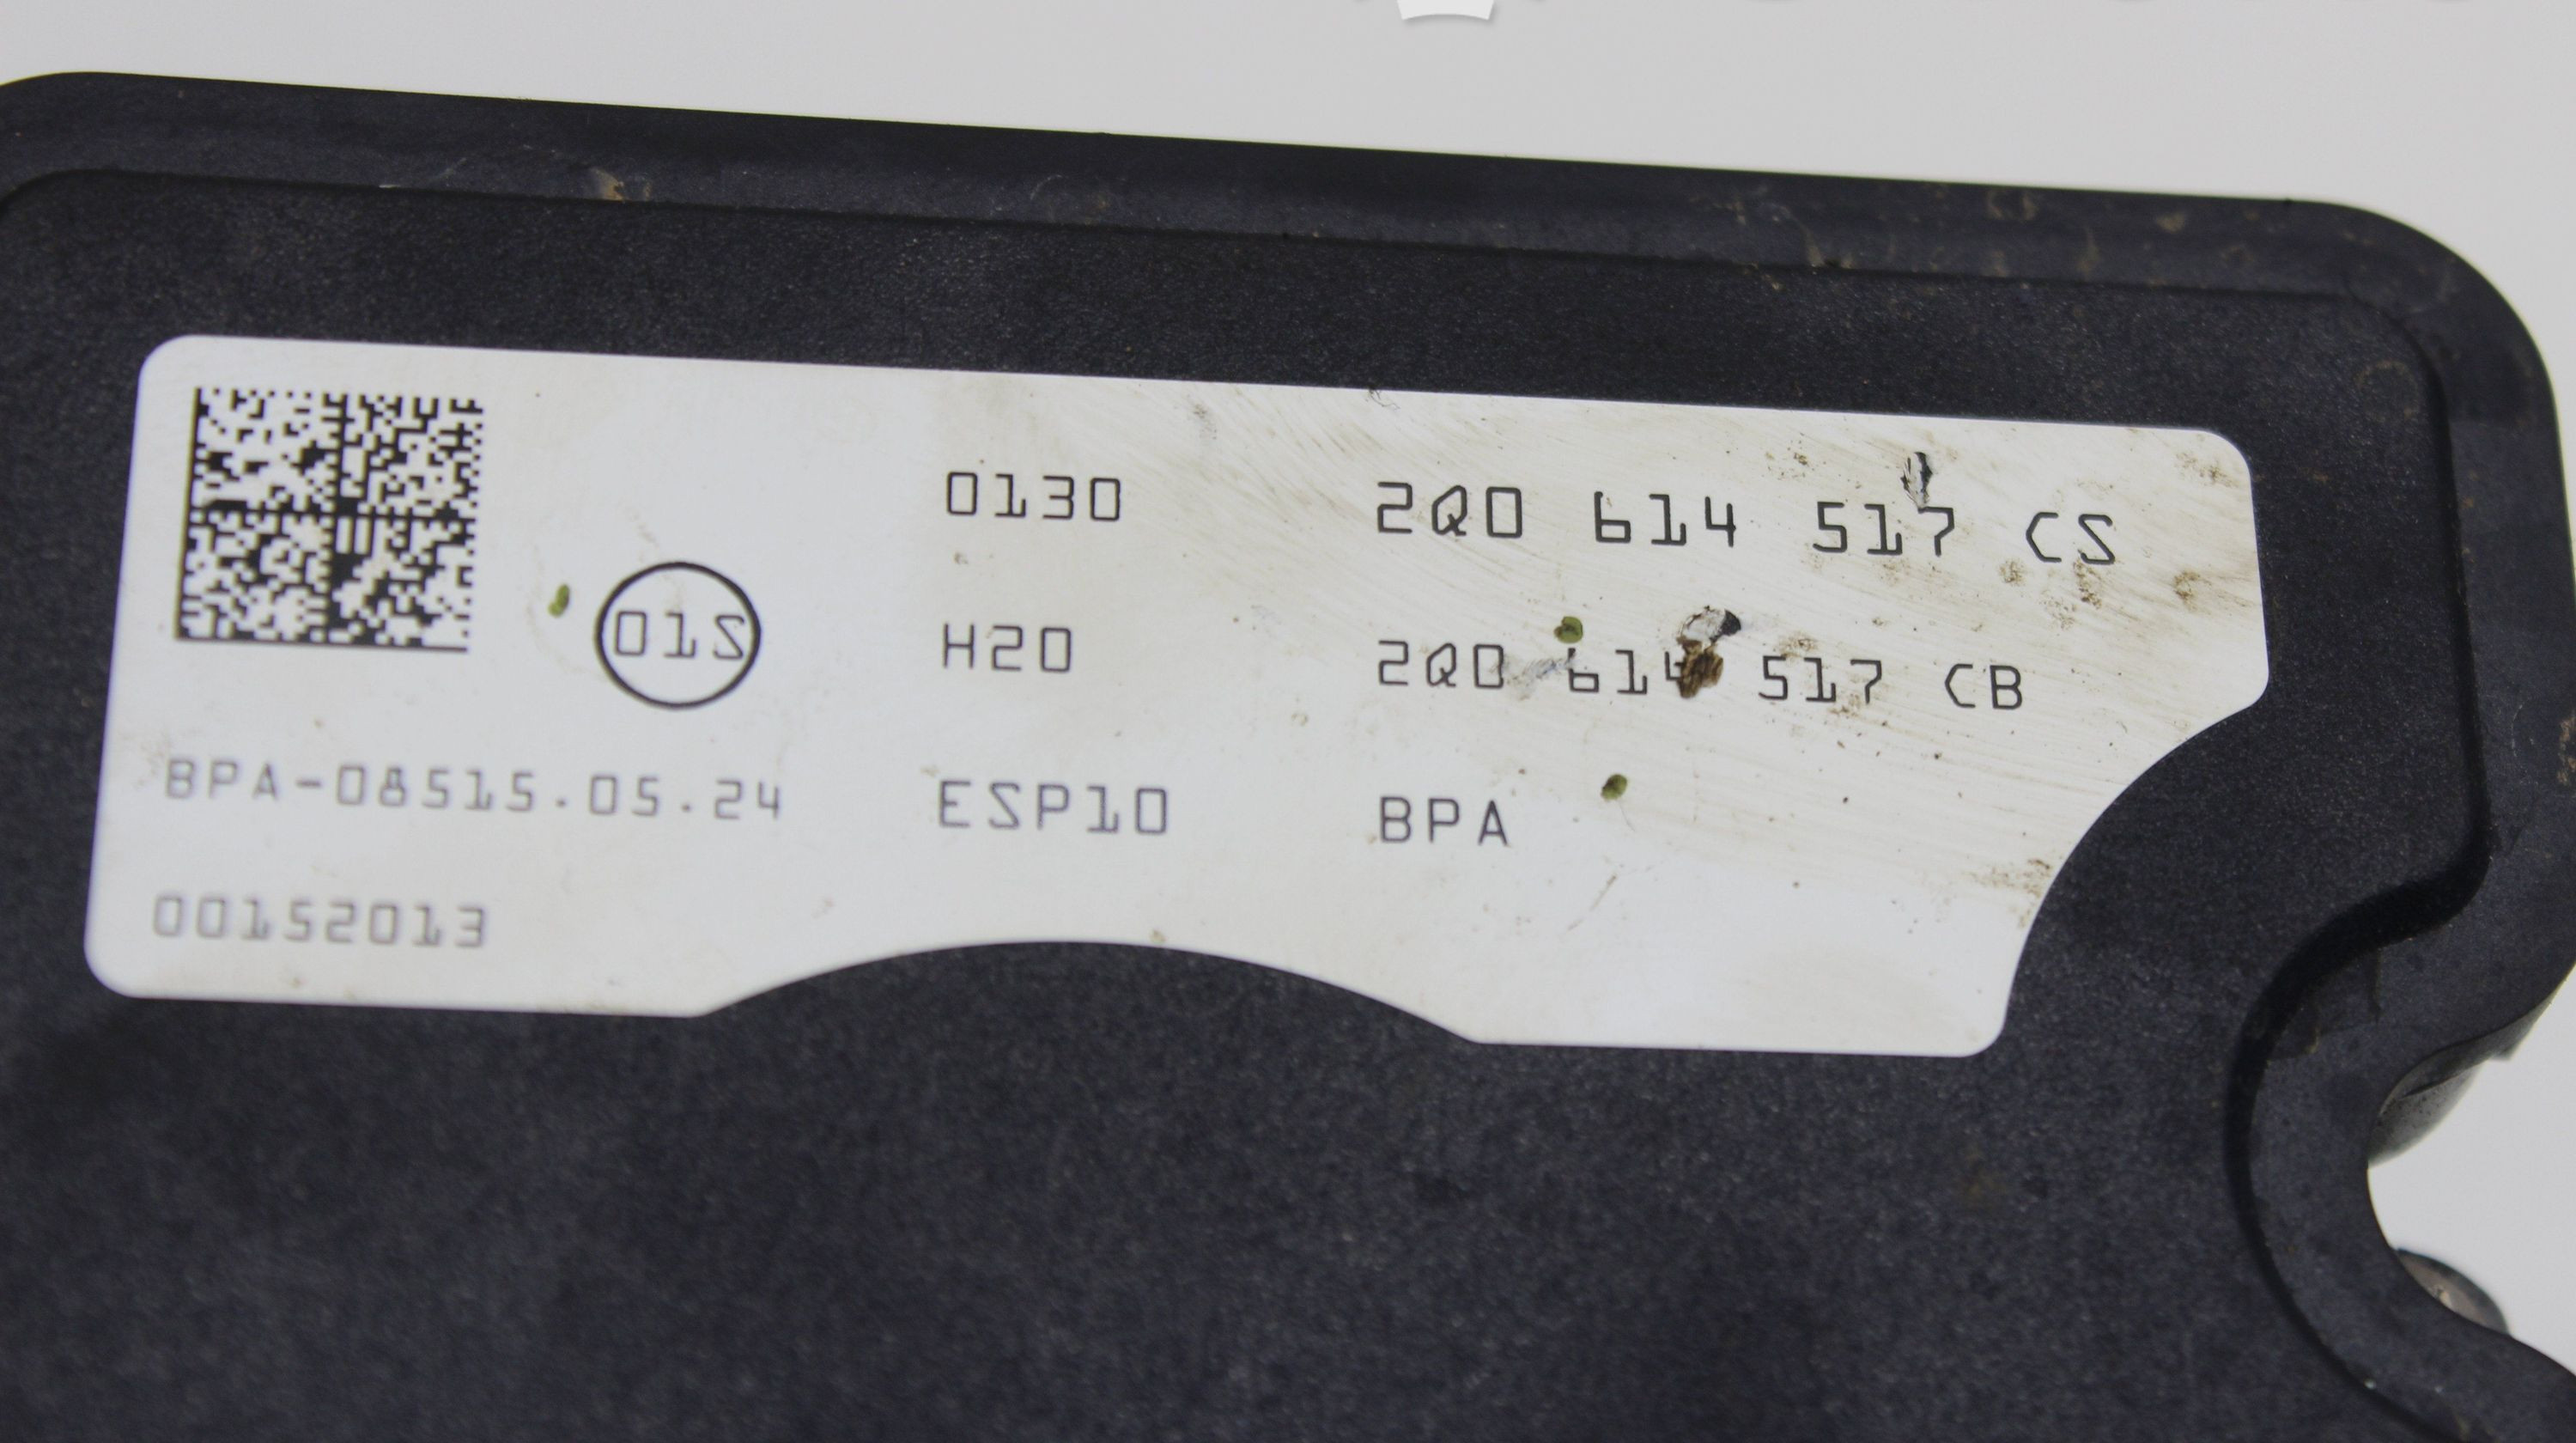 0130 2Q0 614 517 CS
01S H20 2Q0 614 517 CB
BPA-08515.05.24 ESP10 BPA
00152013